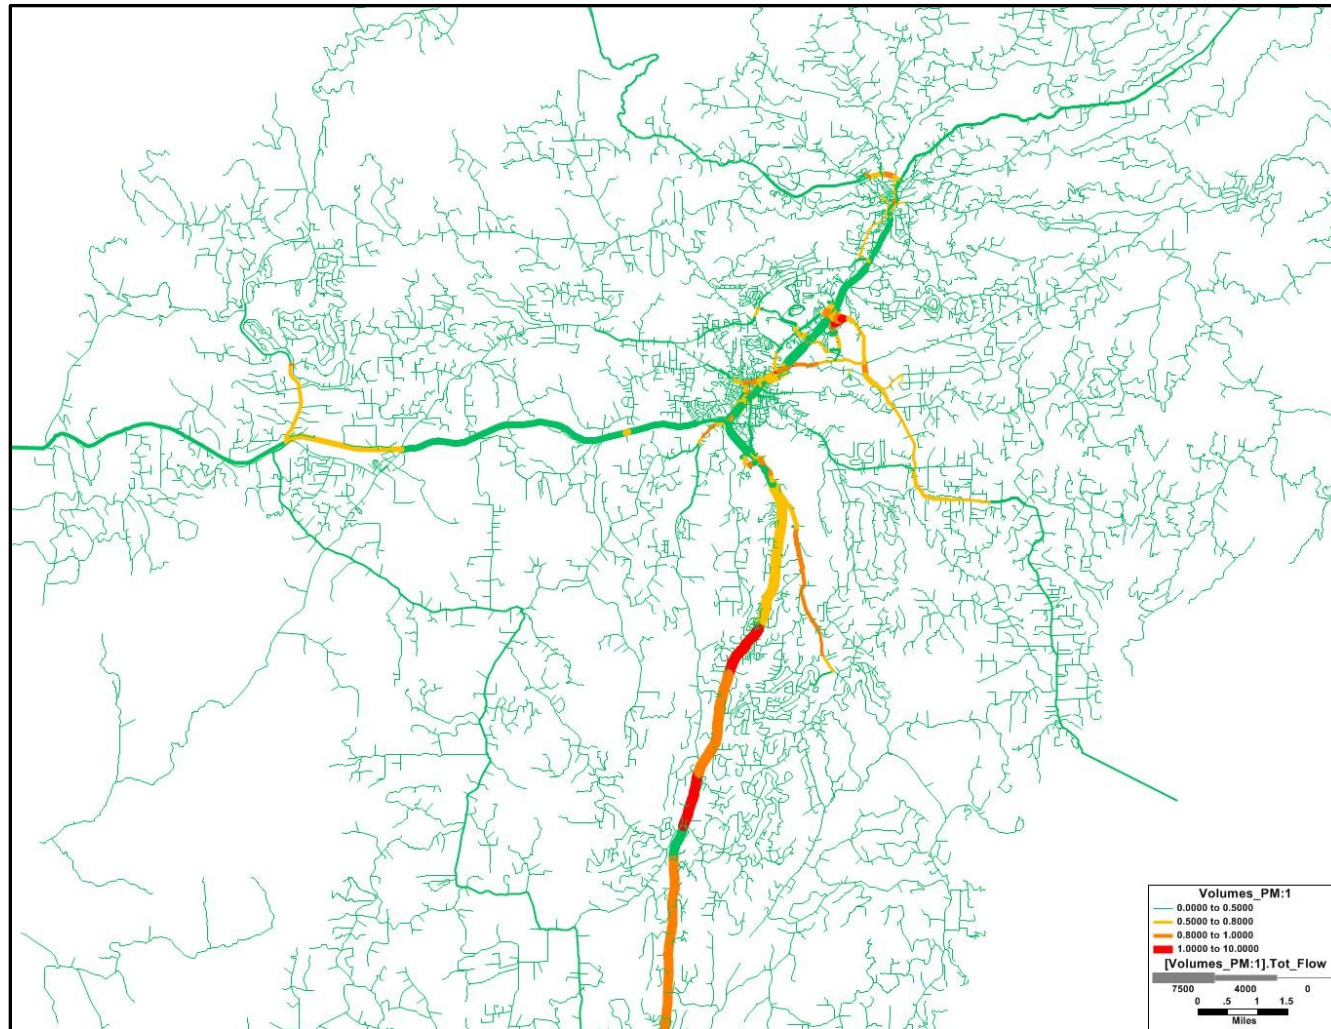 Volumes_PM:1
0.0000 to 0.5000
0.5000 to 0.8000
0.8000 to 1.0000
1.0000 to 10.0000
[Volumes_PM:1].Tot_Flow
7500 4000 0
0 .5 1 1.5
Miles